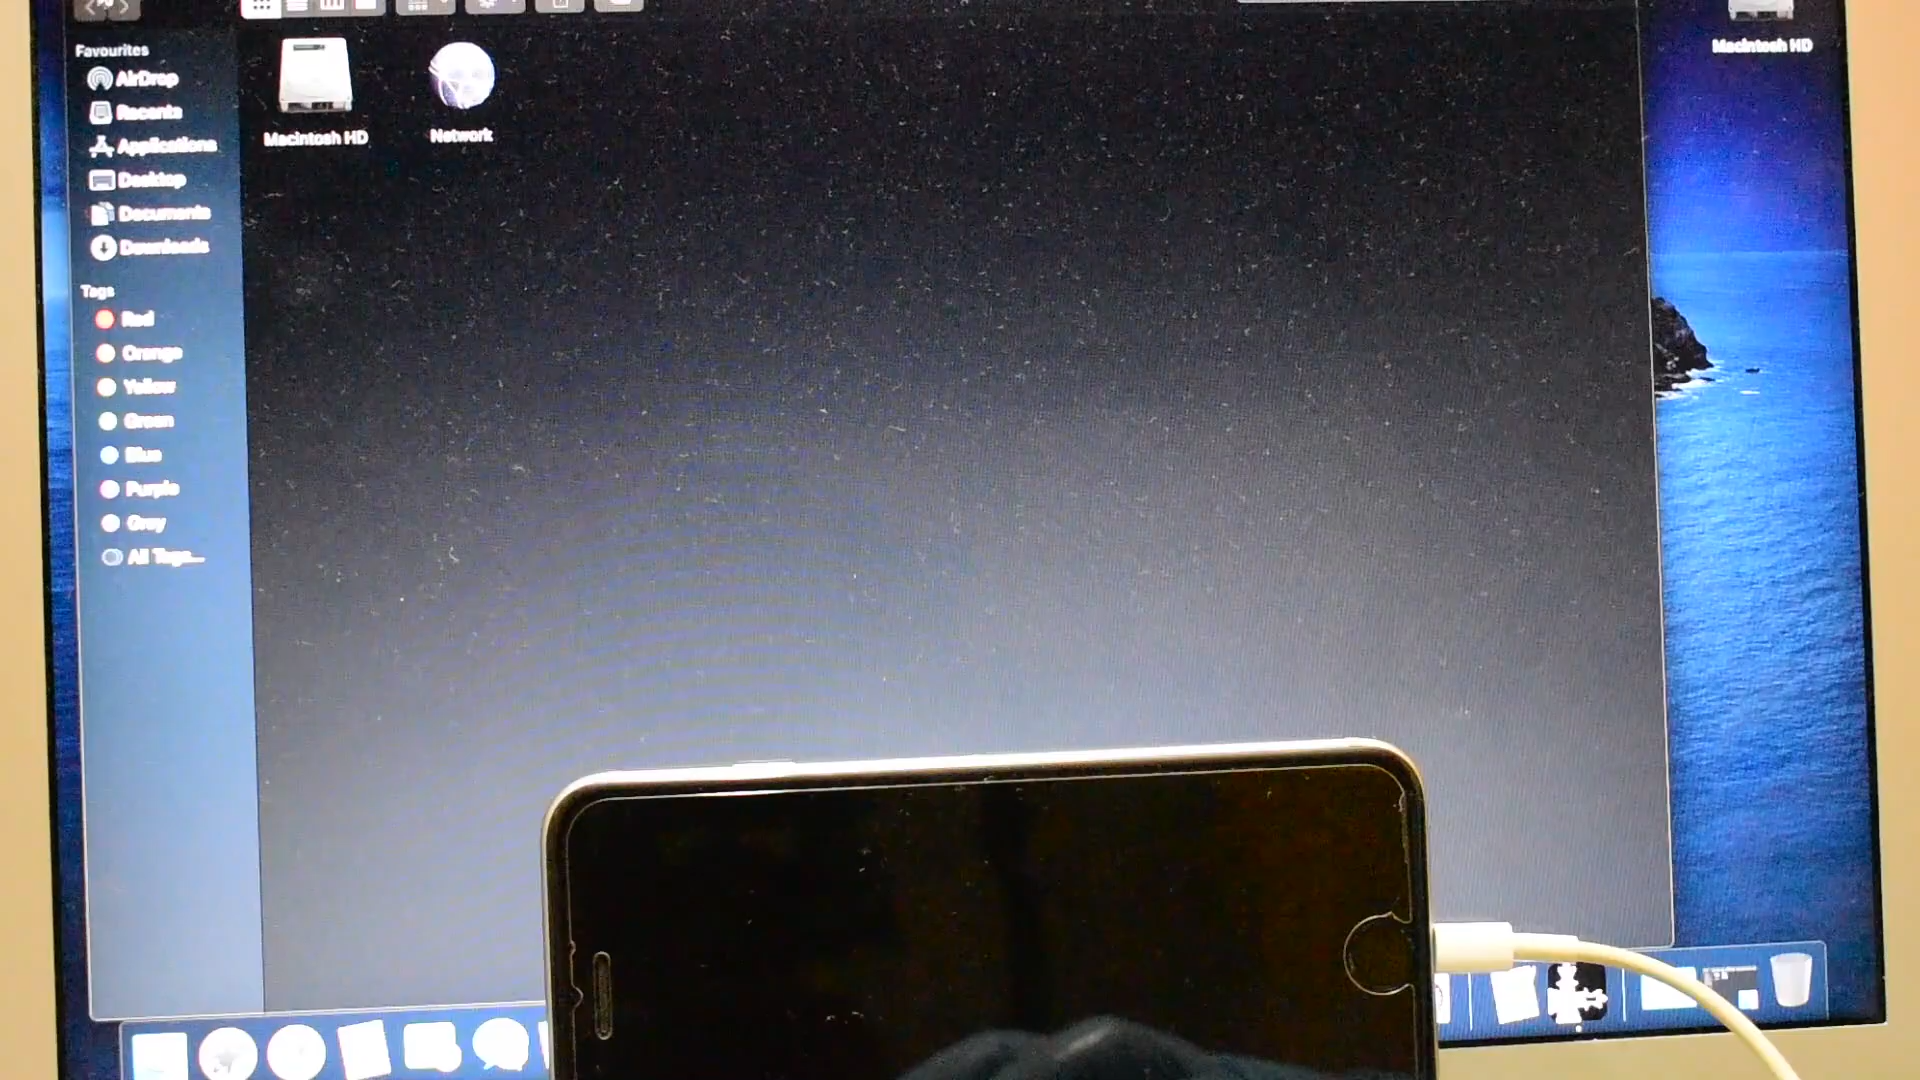 Favourites
AirDrop
Recents
Applications
Desktop
Documents
Downloads
Tags
Red
Orange
Yellow
Green
Blue
Purple
Grey
All Tags...
Macintosh HD
Network
Macintosh HD